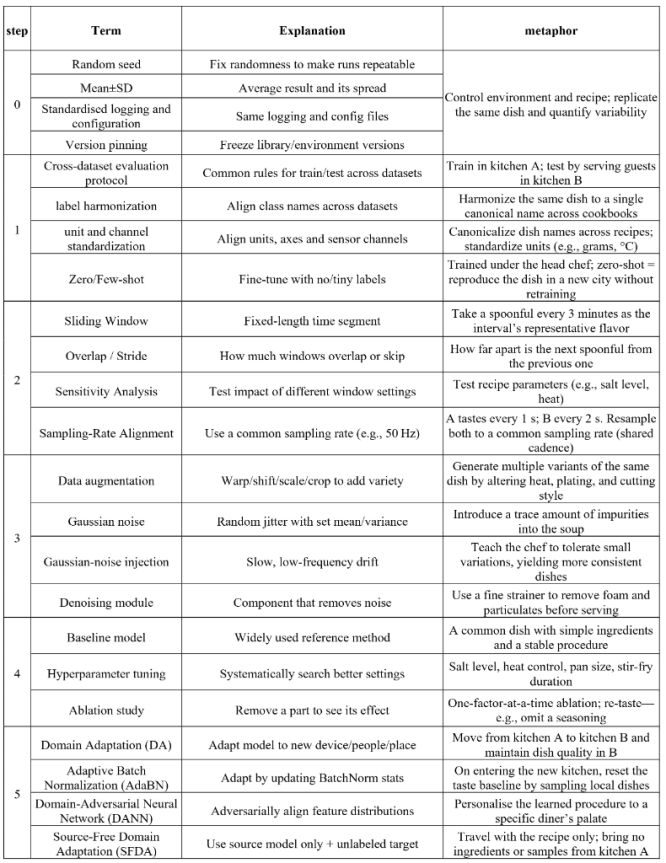 step Term Explanation metaphor
0
Random seed Fix randomness to make runs repeatable
Mean±SD Average result and its spread
Standardised logging and
configuration
Same logging and config files
Version pinning Freeze library/environment versions
Control environment and recipe; replicate
the same dish and quantify variability
1
Cross-dataset evaluation
protocol
Common rules for train/test across datasets
Train in kitchen A; test by serving guests
in kitchen B
label harmonization
Align class names across datasets
Harmonize the same dish to a single
canonical name across cookbooks
unit and channel
standardization
Align units, axes and sensor channels
Canonicalize dish names across recipes;
standardize units (e.g., grams, °C)
Zero/Few-shot
Fine-tune with no/tiny labels
Trained under the head chef; zero-shot =
reproduce the dish in a new city without
retraining
2
Sliding Window
Fixed-length time segment
Take a spoonful every 3 minutes as the
interval's representative flavor
Overlap / Stride
How much windows overlap or skip
How far apart is the next spoonful from
the previous one
Sensitivity Analysis
Test impact of different window settings
Test recipe parameters (e.g., salt level,
heat)
Sampling-Rate Alignment
Use a common sampling rate (e.g., 50 Hz)
A tastes every 1 s; B every 2 s. Resample
both to a common sampling rate (shared
cadence)
3
Data augmentation
Warp/shift/scale/crop to add variety
Generate multiple variants of the same
dish by altering heat, plating, and cutting
style
Gaussian noise
Random jitter with set mean/variance
Introduce a trace amount of impurities
into the soup
Gaussian-noise injection
Slow, low-frequency drift
Teach the chef to tolerate small
variations, yielding more consistent
dishes
Denoising module
Component that removes noise
Use a fine strainer to remove foam and
particulates before serving
4
Baseline model
Widely used reference method
A common dish with simple ingredients
and a stable procedure
Hyperparameter tuning
Systematically search better settings
Salt level, heat control, pan size, stir-fry
duration
Ablation study
Remove a part to see its effect
One-factor-at-a-time ablation; re-taste—
e.g., omit a seasoning
5
Domain Adaptation (DA)
Adapt model to new device/people/place
Move from kitchen A to kitchen B and
maintain dish quality in B
Adaptive Batch
Normalization (AdaBN)
Adapt by updating BatchNorm stats
On entering the new kitchen, reset the
taste baseline by sampling local dishes
Domain-Adversarial Neural
Network (DANN)
Adversarially align feature distributions
Personalise the learned procedure to a
specific diner's palate
Source-Free Domain
Adaptation (SFDA)
Use source model only + unlabeled target
Travel with the recipe only; bring no
ingredients or samples from kitchen A